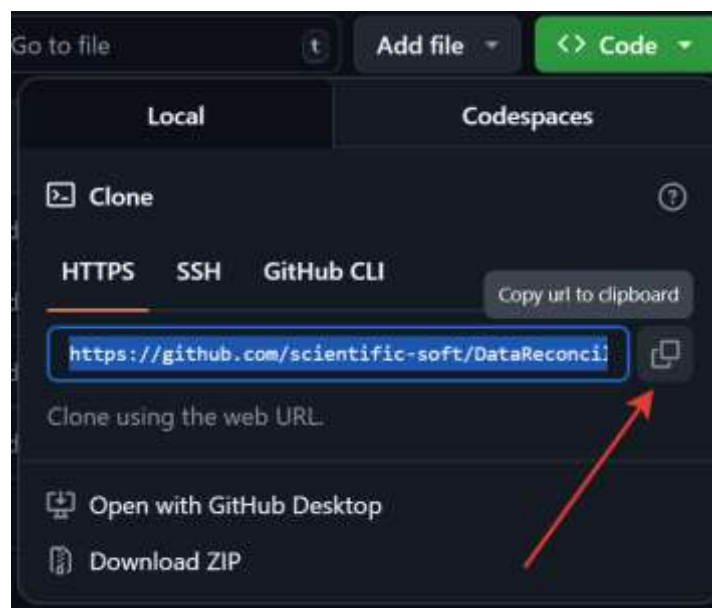 Go to file t Add file <> Code
Local Codespaces
Clone
HTTPS SSH GitHub CLI
Copy url to clipboard
https://github.com/scientific-soft/DataReconcil
Clone using the web URL.
Open with GitHub Desktop
Download ZIP